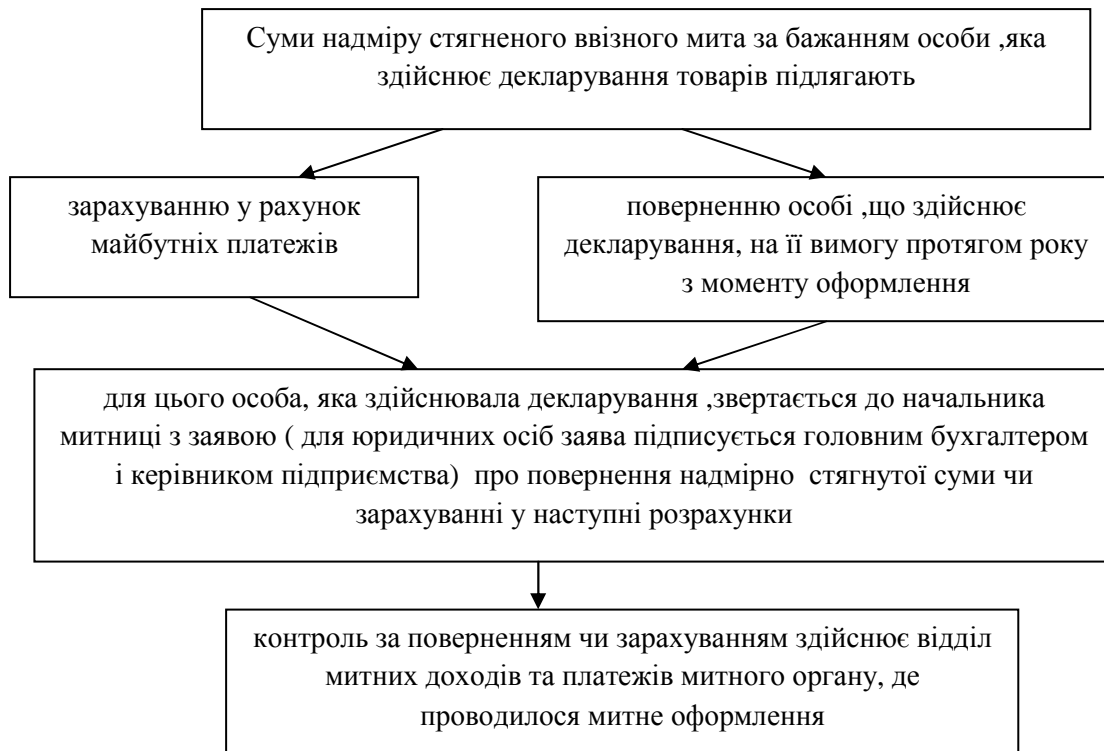 Суми надміру стягненого ввізного мита за бажанням особи ,яка
здійснює декларування товарів підлягають
зарахуванню у рахунок
майбутніх платежів
поверненню особі ,що здійснює
декларування, на її вимогу протягом року
з моменту оформлення
для цього особа, яка здійснювала декларування ,звертається до начальника
митниці з заявою ( для юридичних осіб заява підписується головним бухгалтером
і керівником підприємства) про повернення надмірно стягнутої суми чи
зарахуванні у наступні розрахунки
контроль за поверненням чи зарахуванням здійснює відділ
митних доходів та платежів митного органу, де
проводилося митне оформлення